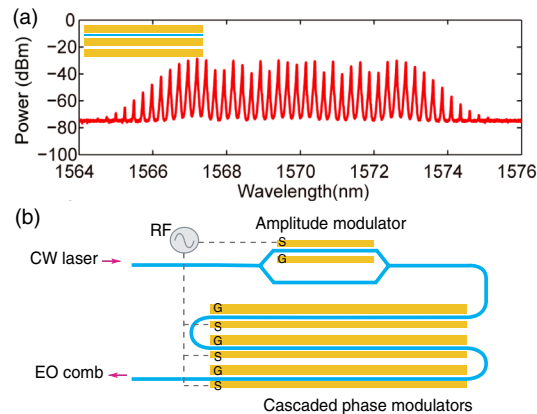 (a)
0
−20
−40
−60
−80
−100
Power (dBm)
1564 1566 1568 1570 1572 1574 1576
Wavelength(nm)
(b)
RF
Amplitude modulator
S
G
CW laser
G
S
G
S
G
S
EO comb
Cascaded phase modulators